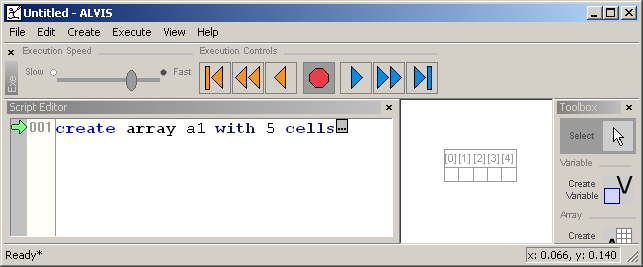 Untitled - ALVIS
File Edit Create Execute View Help
Exe
Execution Speed
Slow
Fast
Execution Controls
Script Editor
001 create array a1 with 5 cells...
[0] [1] [2] [3] [4]
Toolbox
Select
Variable
Create
Variable
V
Array
Create
A
Ready*
x: 0.066, y: 0.140